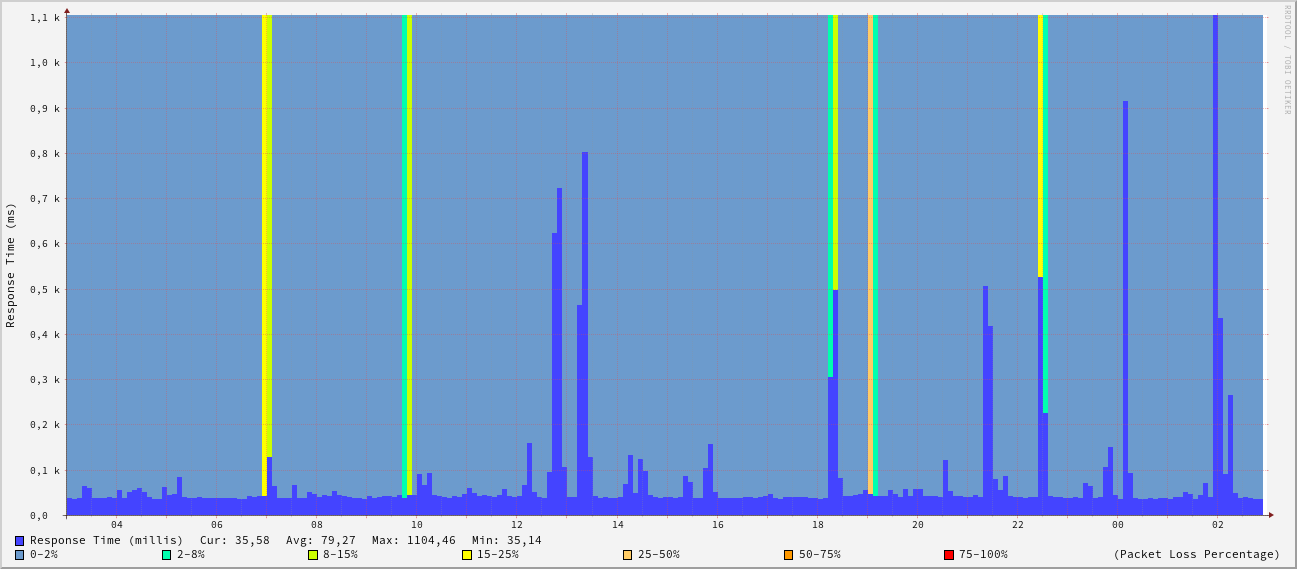 RRDTOOL / TOBI OETIKER
Response Time (ms)
1,1 k
1,0 k
0,9 k
0,8 k
0,7 k
0,6 k
0,5 k
0,4 k
0,3 k
0,2 k
0,1 k
0,0
04 06 08 10 12 14 16 18 20 22 00 02
Response Time (millis) Cur: 35,58 Avg: 79,27 Max: 1104,46 Min: 35,14
0-2% 2-8% 8-15% 15-25% 25-50% 50-75% 75-100% (Packet Loss Percentage)